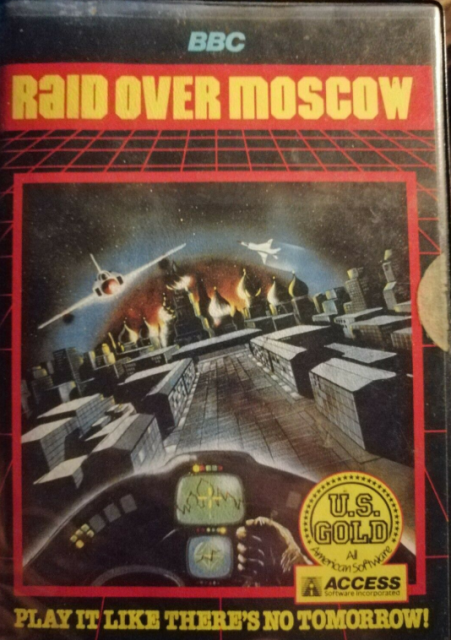 BBC
RAID OVER MOSCOW
U.S.
GOLD
All
American Software
ACCESS
Software Incorporated
PLAY IT LIKE THERE'S NO TOMORROW!